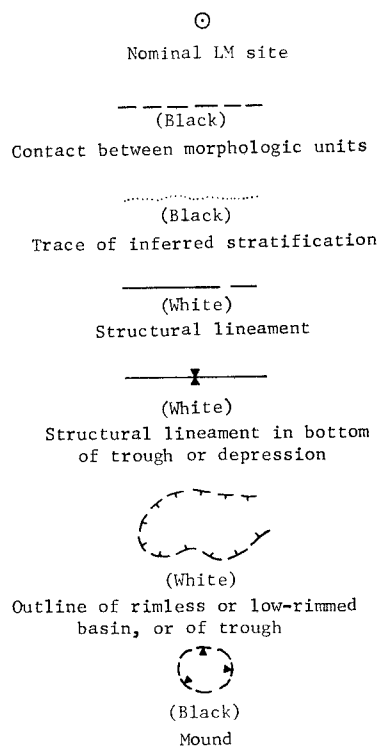 Nominal LM site
(Black)
Contact between morphologic units
(Black)
Trace of inferred stratification
(White)
Structural lineament
(White)
Structural lineament in bottom
of trough or depression
(White)
Outline of rimless or low-rimmed
basin, or of trough
(Black)
Mound